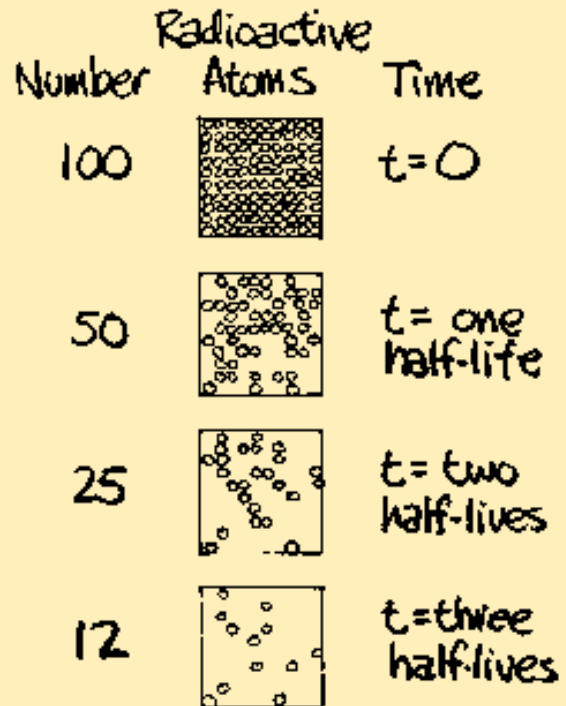 Radioactive
Number Atoms Time
100 t=0
50 t= one
half-life
25 t= two
half-lives
12 t=three
half-lives